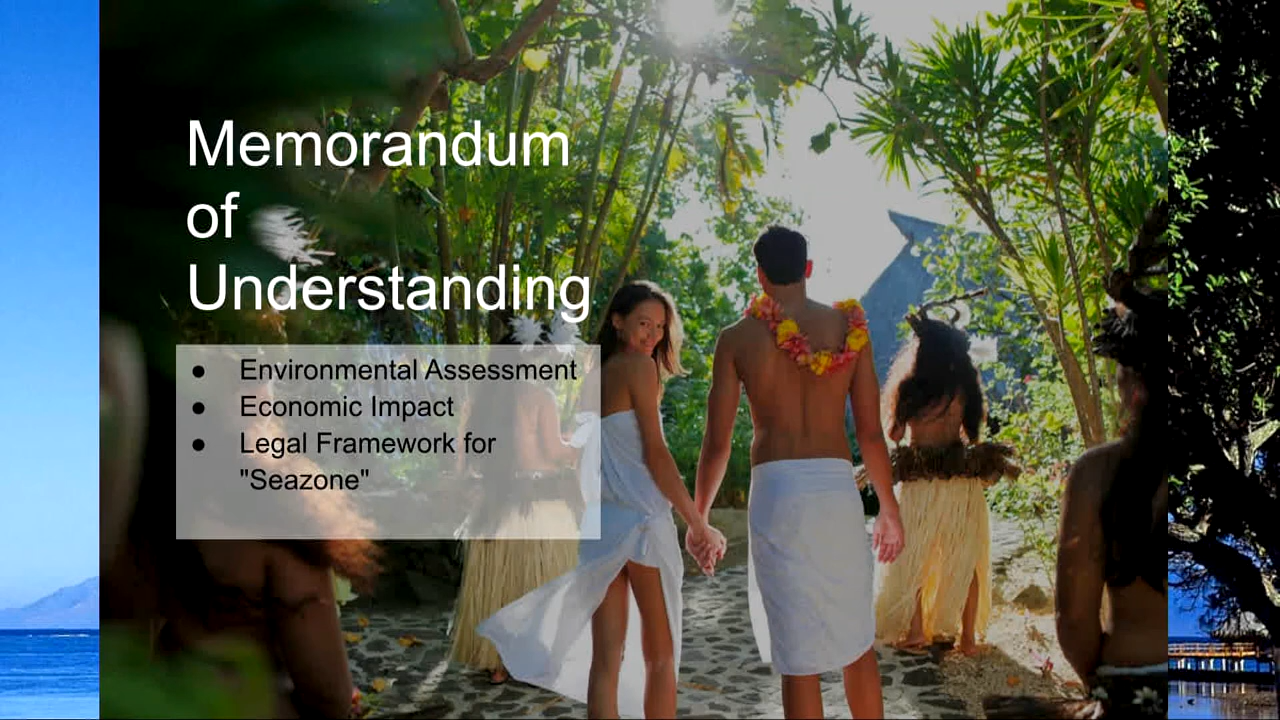 Memorandum
of
Understanding
● Environmental Assessment
● Economic Impact
● Legal Framework for
"Seazone"